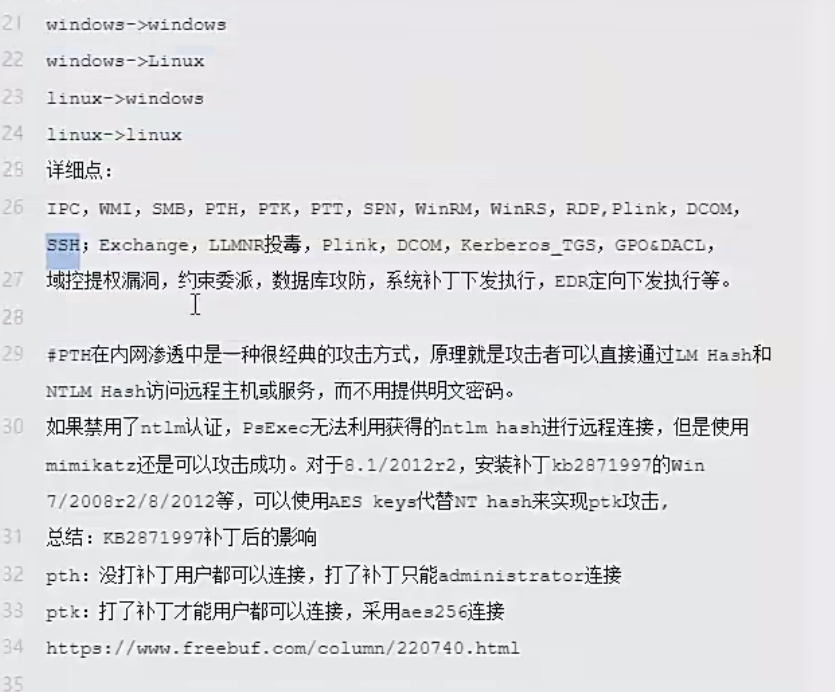 21 windows->windows
22 windows->Linux
23 linux->windows
24 linux->linux
25 详细点：
26 IPC，WMI，SMB，PTH，PTK，PTT，SPN，WinRM，WinRS，RDP,Plink，DCOM，
SSH；Exchange，LLMNR投毒，Plink，DCOM，Kerberos_TGS，GPO&DACL，
27 域控提权漏洞，约束委派，数据库攻防，系统补丁下发执行，EDR定向下发执行等。
28
29 #PTH在内网渗透中是一种很经典的攻击方式，原理就是攻击者可以直接通过LM Hash和
NTLM Hash访问远程主机或服务，而不用提供明文密码。
30 如果禁用了ntlm认证，PsExec无法利用获得的ntlm hash进行远程连接，但是使用
mimikatz还是可以攻击成功。对于8.1/2012r2，安装补丁kb2871997的Win
7/2008r2/8/2012等，可以使用AES keys代替NT hash来实现ptk攻击,
31 总结：KB2871997补丁后的影响
32 pth：没打补丁用户都可以连接，打了补丁只能administrator连接
33 ptk：打了补丁才能用户都可以连接，采用aes256连接
34 https://www.freebuf.com/column/220740.html
35